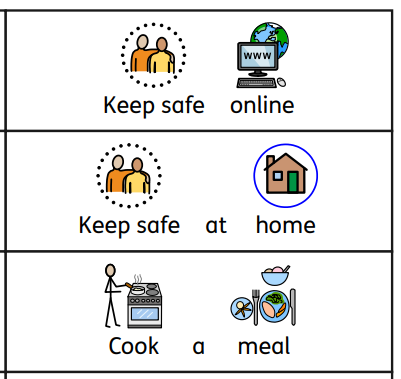 www
Keep safe online
Keep safe at home
Cook a meal